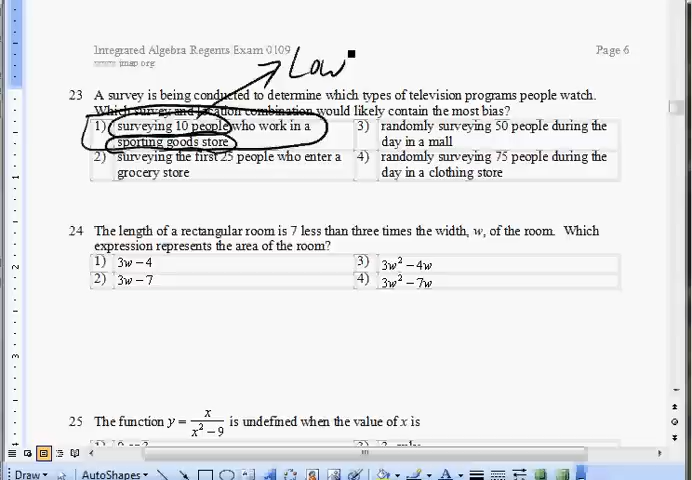 Integrated Algebra Regents Exam 0109
www.jmap.org
Page 6
Low
23 A survey is being conducted to determine which types of television programs people watch.
Which survey and location combination would likely contain the most bias?
1) surveying 10 people who work in a
sporting goods store
2) surveying the first 25 people who enter a
grocery store
3) randomly surveying 50 people during the
day in a mall
4) randomly surveying 75 people during the
day in a clothing store
24 The length of a rectangular room is 7 less than three times the width, w, of the room. Which
expression represents the area of the room?
1) 3w − 4
2) 3w − 7
3) 3w² − 4w
4) 3w² − 7w
25 The function y = x / (x² − 9) is undefined when the value of x is
Draw AutoShapes